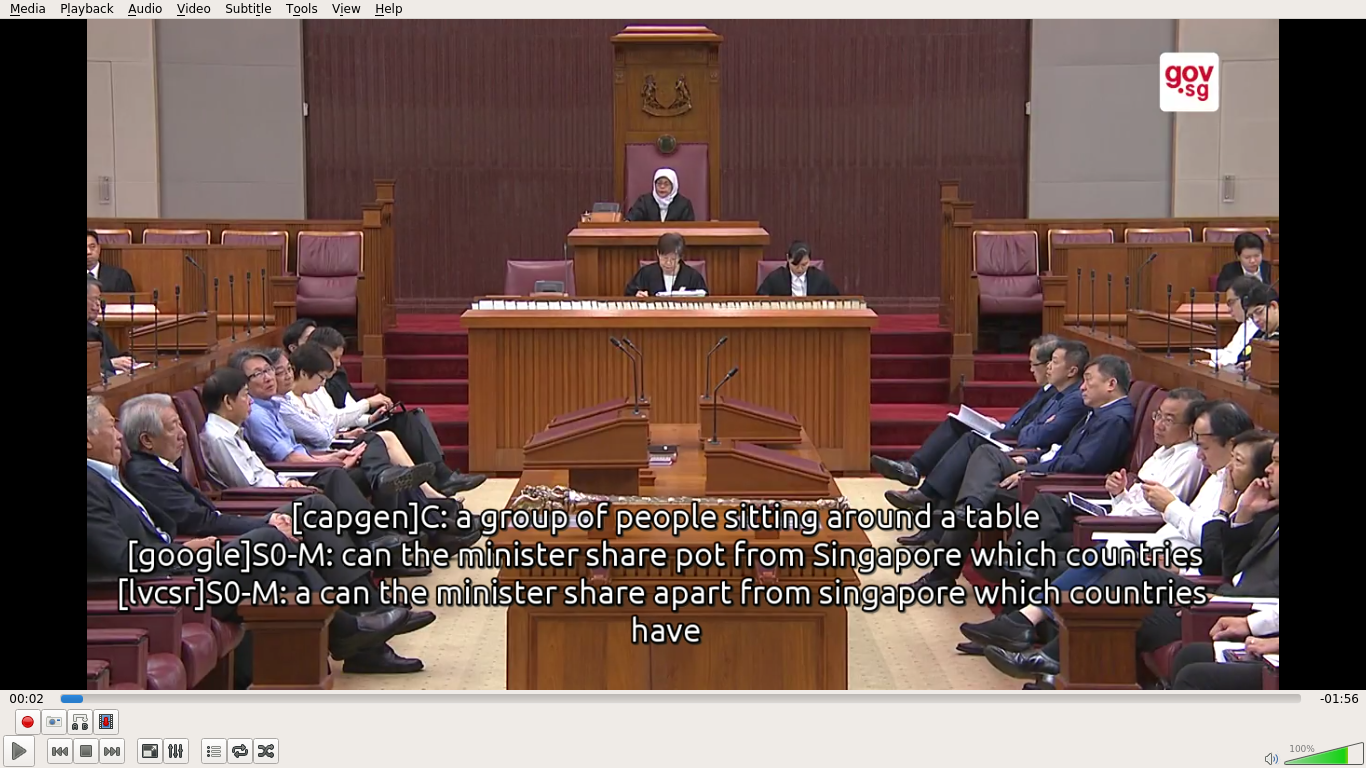 Media Playback Audio Video Subtitle Tools View Help
gov
.sg
[capgen]C: a group of people sitting around a table
[google]S0-M: can the minister share pot from Singapore which countries
[lvcsr]S0-M: a can the minister share apart from singapore which countries
have
00:02 -01:56
100%